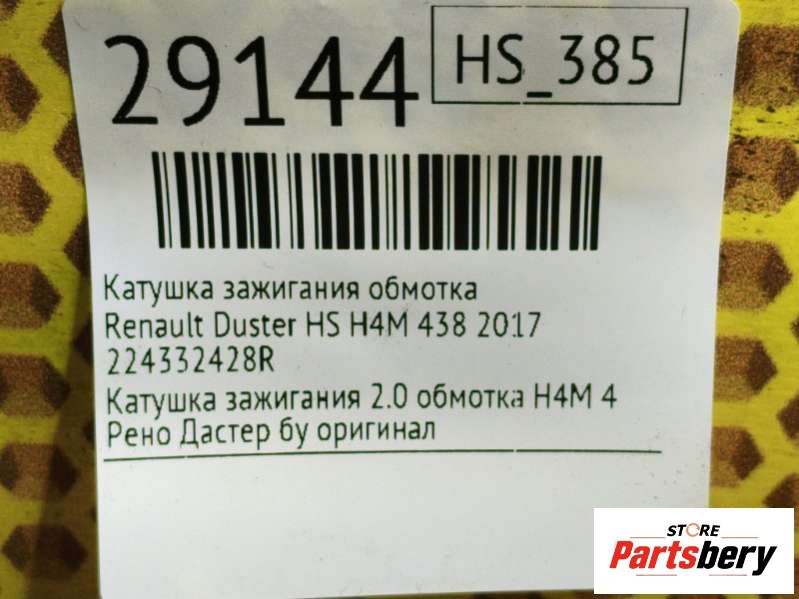 29144
HS_385
Катушка зажигания обмотка
Renault Duster HS H4M 438 2017
224332428R
Катушка зажигания 2.0 обмотка H4M 4
Рено Дастер бу оригинал
STORE
Partsbery